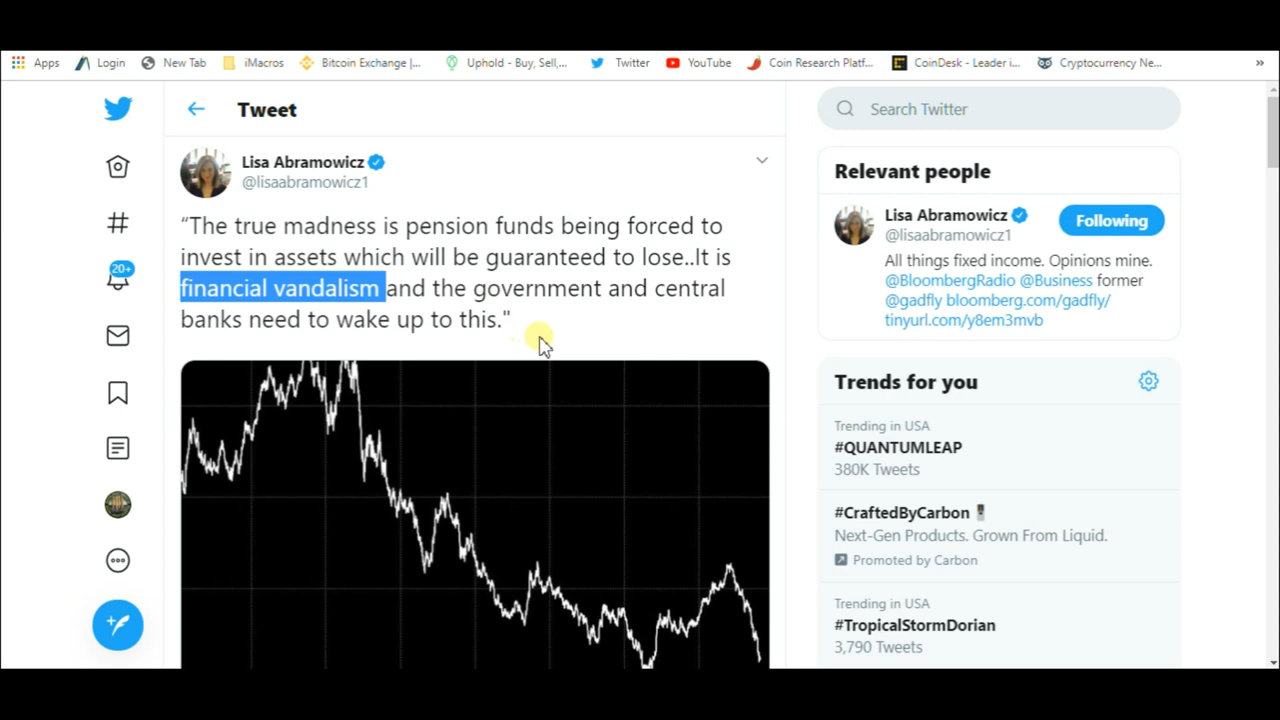 Apps Login New Tab iMacros Bitcoin Exchange |... Uphold - Buy, Sell,... Twitter YouTube Coin Research Platf... CoinDesk - Leader i... Cryptocurrency Ne... »
Tweet
Lisa Abramowicz
@lisaabramowicz1
“The true madness is pension funds being forced to
invest in assets which will be guaranteed to lose..It is
financial vandalism and the government and central
banks need to wake up to this."
20+
Search Twitter
Relevant people
Lisa Abramowicz
@lisaabramowicz1
Following
All things fixed income. Opinions mine.
@BloombergRadio @Business former
@gadfly bloomberg.com/gadfly/
tinyurl.com/y8em3mvb
Trends for you
Trending in USA
#QUANTUMLEAP
380K Tweets
#CraftedByCarbon
Next-Gen Products. Grown From Liquid.
Promoted by Carbon
Trending in USA
#TropicalStormDorian
3,790 Tweets